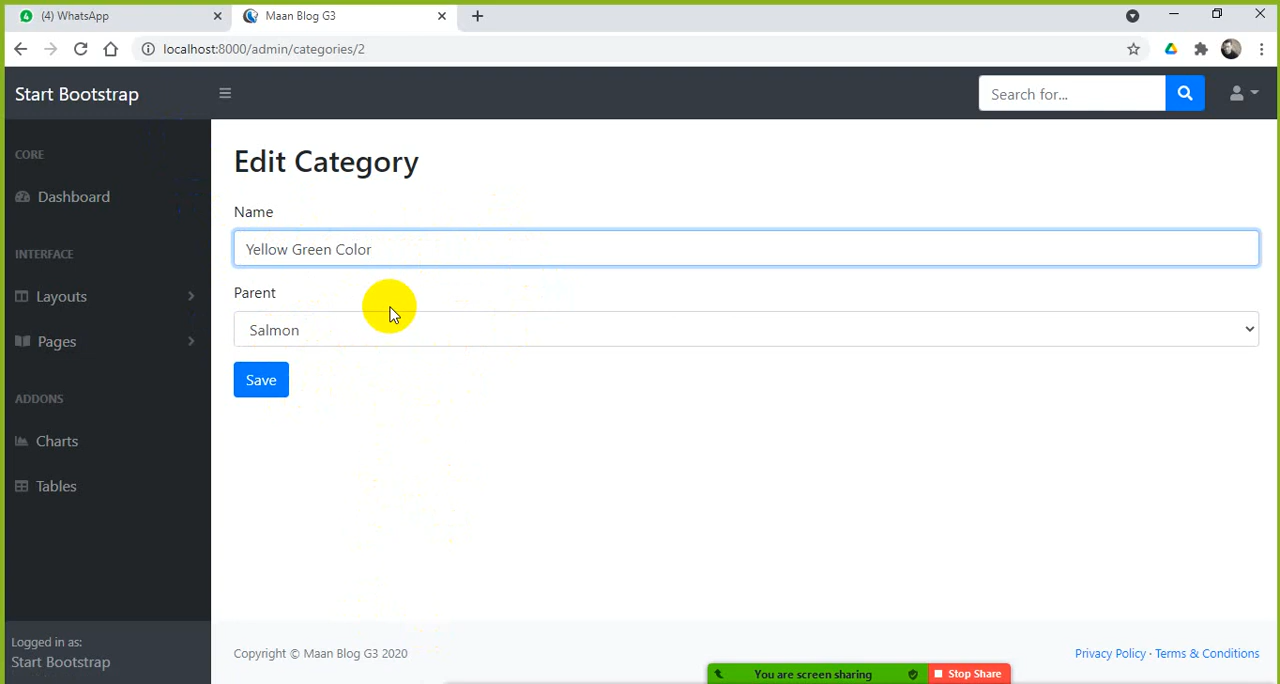 (4) WhatsApp
Maan Blog G3
localhost:8000/admin/categories/2
Start Bootstrap
Search for...
CORE
Dashboard
INTERFACE
Layouts
Pages
ADDONS
Charts
Tables
Logged in as:
Start Bootstrap
Edit Category
Name
Yellow Green Color
Parent
Salmon
Save
Copyright © Maan Blog G3 2020
Privacy Policy · Terms & Conditions
You are screen sharing
Stop Share